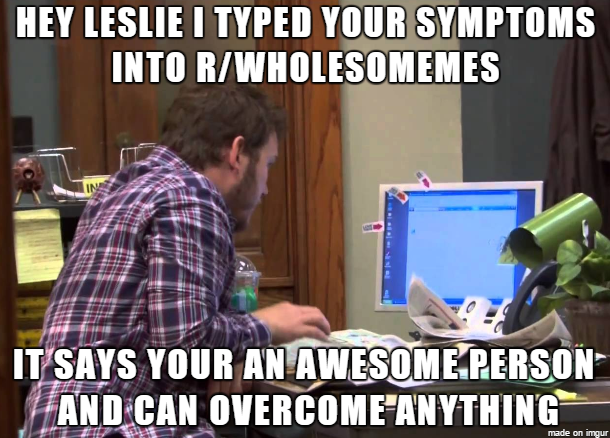 HEY LESLIE I TYPED YOUR SYMPTOMS
INTO R/WHOLESOMEMES
IT SAYS YOUR AN AWESOME PERSON
AND CAN OVERCOME ANYTHING
made on imgur